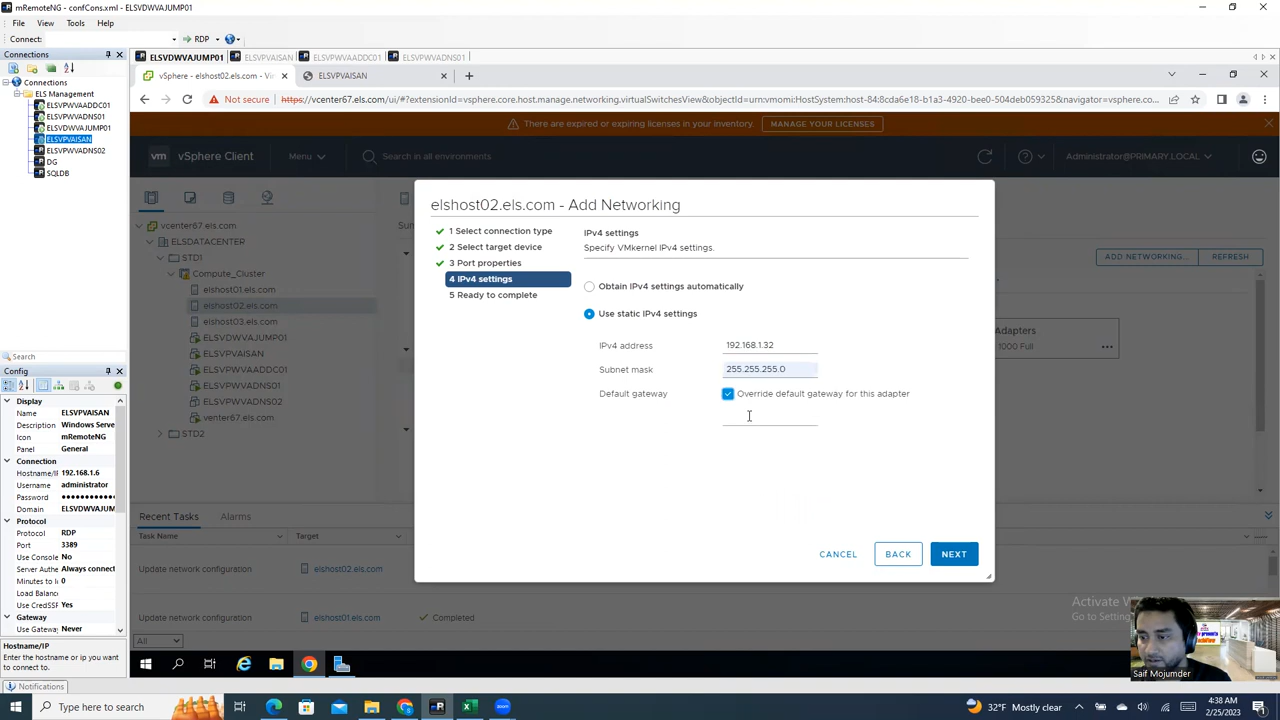 mRemoteNG - confCons.xml - ELSVDWVAJUMP01
File View Tools Help
Connect: RDP
Connections
ELSVDWVAJUMP01 ELSVPVAISAN ELSVPWVAADDC01 ELSVPWVADNS01
vSphere - elshost02.els.com - Vir ELSVPVAISAN
Not secure https://vcenter67.els.com/ui/#?extensionId=vsphere.core.host.manage.networking.virtualSwitchesView&objectId=urn:vmomi:HostSystem:host-84:8cda6e18-b1a3-4920-bee0-504deb059325&navigator=vsphere.co...
There are expired or expiring licenses in your inventory. MANAGE YOUR LICENSES
vm vSphere Client Menu Search in all environments Administrator@PRIMARY.LOCAL
Connections
ELS Management
ELSVPWVAADDC01
ELSVPWVADNS01
ELSVDWVAJUMP01
ELSVPVAISAN
ELSVPWVADNS02
DG
SQLDB
Search
Config
Display
Name ELSVPVAISAN
Description Windows Serve
Icon mRemoteNG
Panel General
Connection
Hostname/IP 192.168.1.6
Username administrator
Password ●●●●●●●●●●●
Domain ELSVDWVAJUM
Protocol
Protocol RDP
Port 3389
Use Console No
Server Authe Always connect
Minutes to I 0
Load Balanc
Use CredSSP Yes
Gateway
Use Gateway Never
Hostname/IP
Enter the hostname or ip you want
to connect to.
Notifications
vcenter67.els.com
ELSDATACENTER
STD1
Compute_Cluster
elshost01.els.com
elshost02.els.com
elshost03.els.com
ELSVDWVAJUMP01
ELSVPVAISAN
ELSVPWVAADDC01
ELSVPWVADNS01
ELSVPWVADNS02
venter67.els.com
STD2
Sum
ADD NETWORKING... REFRESH
Adapters
1000 Full
elshost02.els.com - Add Networking
1 Select connection type
2 Select target device
3 Port properties
4 IPv4 settings
5 Ready to complete
IPv4 settings
Specify VMkernel IPv4 settings.
Obtain IPv4 settings automatically
Use static IPv4 settings
IPv4 address 192.168.1.32
Subnet mask 255.255.255.0
Default gateway Override default gateway for this adapter
CANCEL BACK NEXT
Recent Tasks Alarms
Task Name Target
Update network configuration elshost02.els.com
Update network configuration elshost01.els.com Completed
All
Activate W
Go to Setting
Saif Mojumder
Type here to search
32°F Mostly clear
4:38 AM
2/25/2023